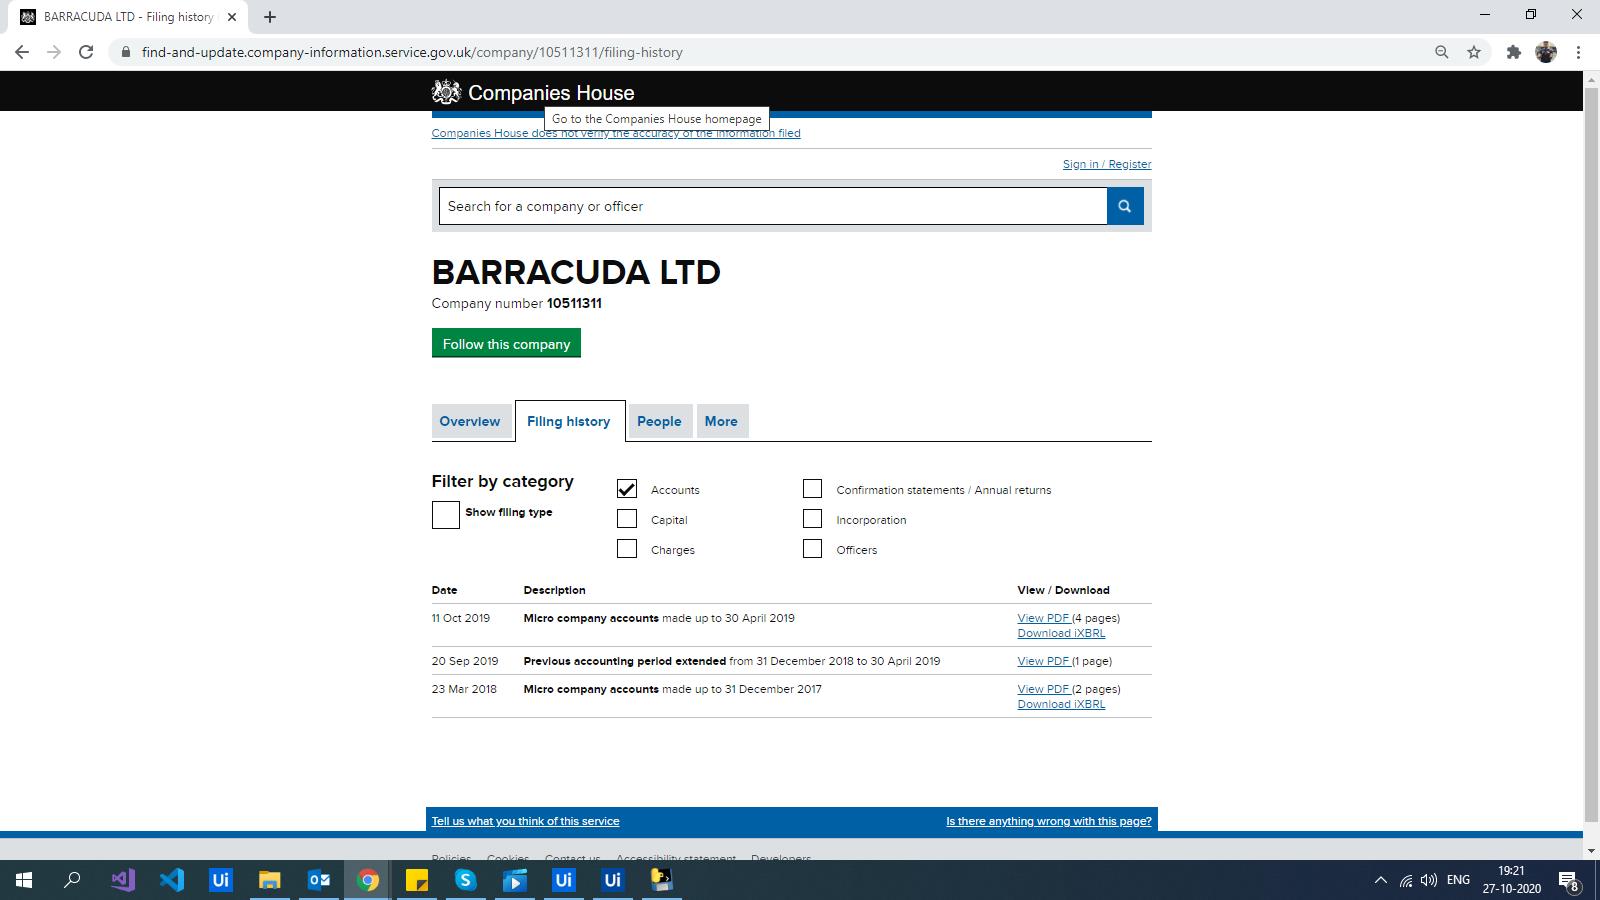 BARRACUDA LTD - Filing history
find-and-update.company-information.service.gov.uk/company/10511311/filing-history
Companies House
Go to the Companies House homepage
Companies House does not verify the accuracy of the information filed
Sign in / Register
Search for a company or officer
BARRACUDA LTD
Company number 10511311
Follow this company
Overview Filing history People More
Filter by category
Show filing type
Accounts
Confirmation statements / Annual returns
Capital
Incorporation
Charges
Officers
Date Description View / Download
11 Oct 2019 Micro company accounts made up to 30 April 2019 View PDF (4 pages)
Download iXBRL
20 Sep 2019 Previous accounting period extended from 31 December 2018 to 30 April 2019 View PDF (1 page)
23 Mar 2018 Micro company accounts made up to 31 December 2017 View PDF (2 pages)
Download iXBRL
Tell us what you think of this service Is there anything wrong with this page?
Policies Cookies Contact us Accessibility statement Developers
Ui Ui Ui
ENG
19:21
27-10-2020
8